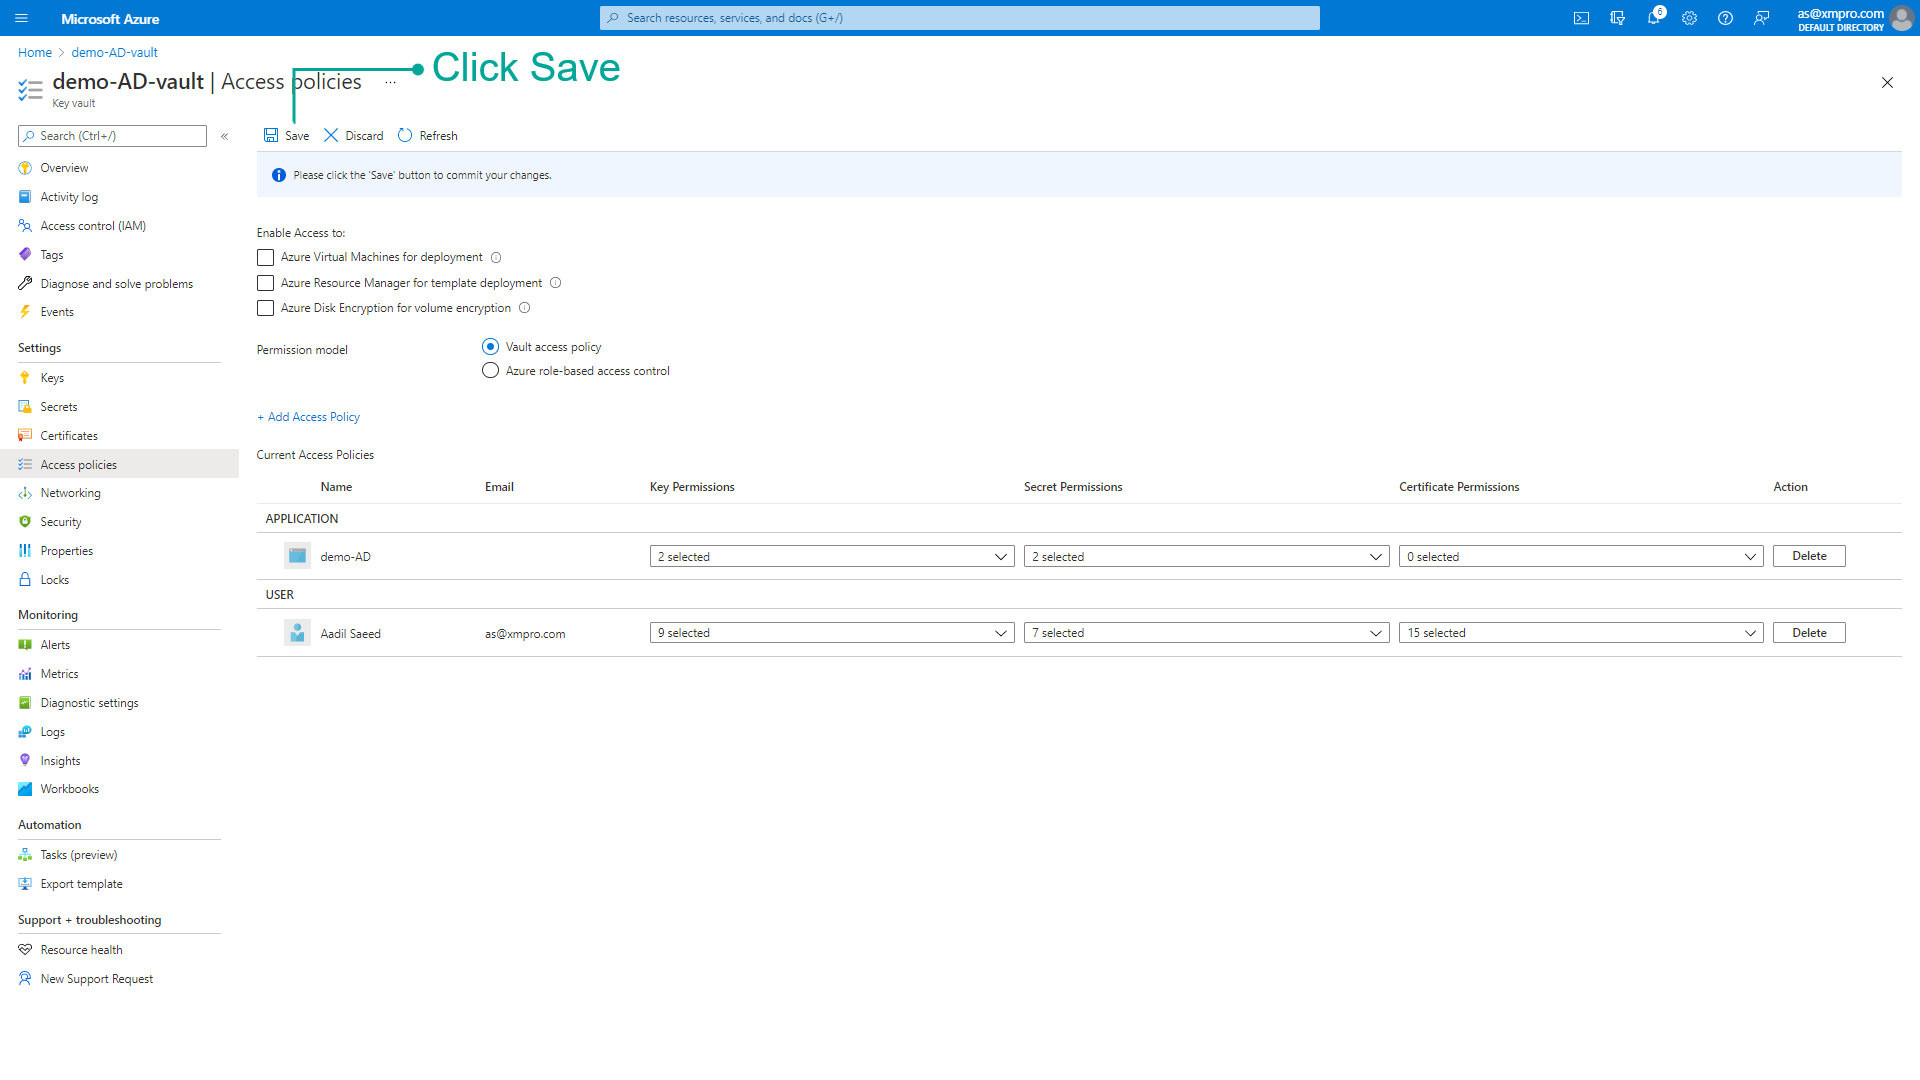 Microsoft Azure
Search resources, services, and docs (G+/)
6
as@xmpro.com
DEFAULT DIRECTORY
Home > demo-AD-vault
Click Save
demo-AD-vault | Access policies ...
Key vault
Search (Ctrl+/)
«
Save
Discard
Refresh
Please click the 'Save' button to commit your changes.
Overview
Activity log
Access control (IAM)
Tags
Diagnose and solve problems
Events
Settings
Keys
Secrets
Certificates
Access policies
Networking
Security
Properties
Locks
Monitoring
Alerts
Metrics
Diagnostic settings
Logs
Insights
Workbooks
Automation
Tasks (preview)
Export template
Support + troubleshooting
Resource health
New Support Request
Enable Access to:
Azure Virtual Machines for deployment
Azure Resource Manager for template deployment
Azure Disk Encryption for volume encryption
Permission model
Vault access policy
Azure role-based access control
+ Add Access Policy
Current Access Policies
Name Email Key Permissions Secret Permissions Certificate Permissions Action
APPLICATION
demo-AD 2 selected 2 selected 0 selected Delete
USER
Aadil Saeed as@xmpro.com 9 selected 7 selected 15 selected Delete